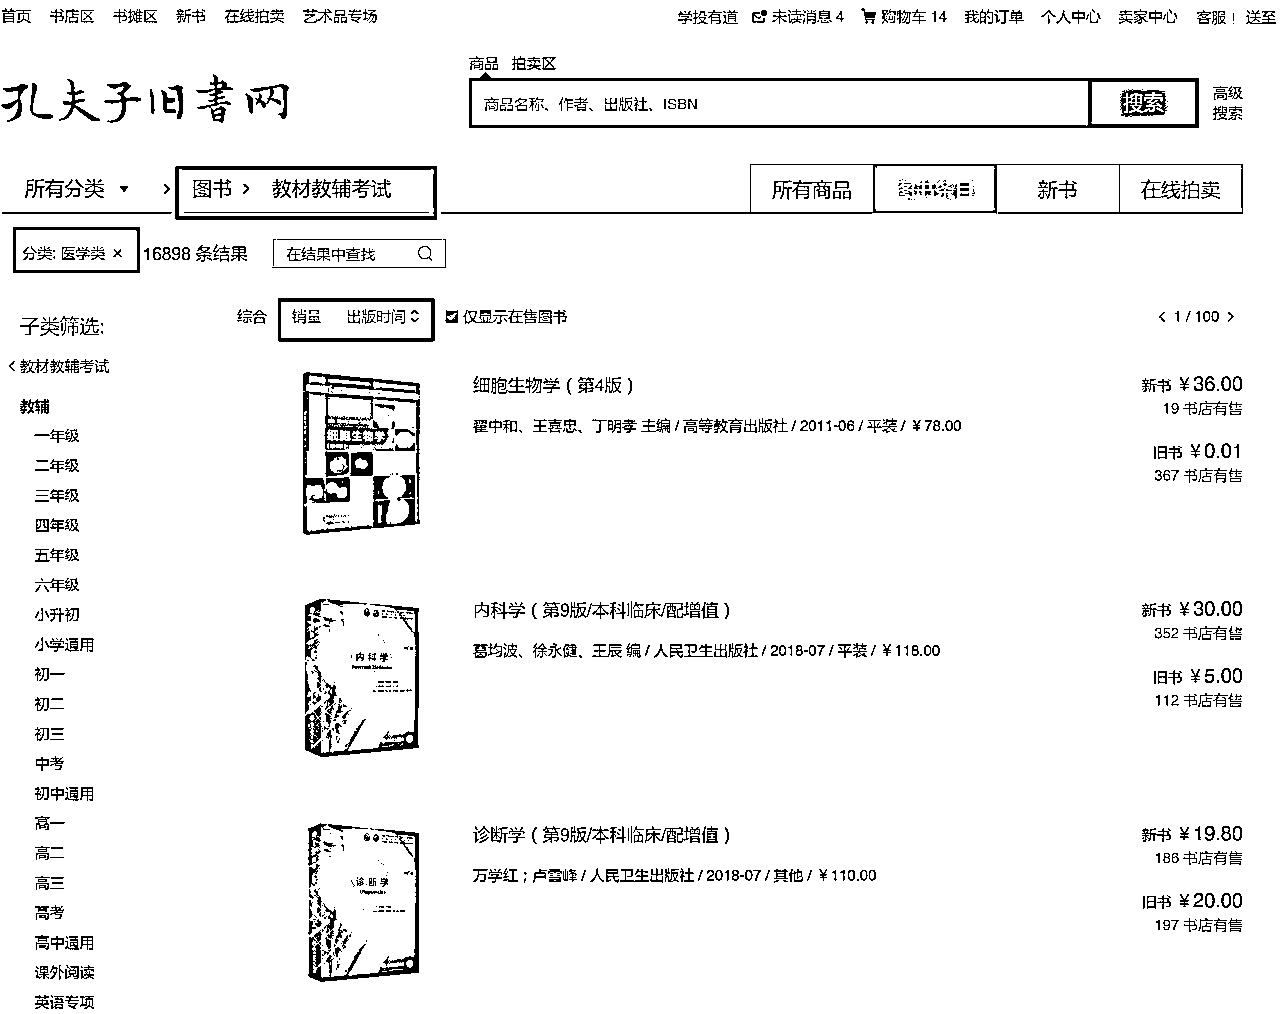 首页 书店区 书摊区 新书 在线拍卖 艺术品专场 学投有道 未读消息 4 购物车 14 我的订单 个人中心 卖家中心 客服 送至
商品 拍卖区
孔夫子旧書网
商品名称、作者、出版社、ISBN 搜索 高级搜索
所有分类 > 图书 > 教材教辅考试 所有商品 图书条目 新书 在线拍卖
分类: 医学类 × 16898 条结果 在结果中查找
子类筛选:
综合 销量 出版时间 仅显示在售图书 < 1 / 100 >
< 教材教辅考试
教辅
一年级
二年级
三年级
四年级
五年级
六年级
小升初
小学通用
初一
初二
初三
中考
初中通用
高一
高二
高三
高考
高中通用
课外阅读
英语专项
细胞生物学
细胞生物学（第4版） 新书 ¥36.00
19 书店有售
翟中和、王喜忠、丁明孝 主编 / 高等教育出版社 / 2011-06 / 平装 / ¥78.00
旧书 ¥0.01
367 书店有售
内科学
内科学（第9版/本科临床/配增值） 新书 ¥30.00
352 书店有售
葛均波、徐永健、王辰 编 / 人民卫生出版社 / 2018-07 / 平装 / ¥118.00
旧书 ¥5.00
112 书店有售
诊断学
诊断学（第9版/本科临床/配增值） 新书 ¥19.80
186 书店有售
万学红；卢雪峰 / 人民卫生出版社 / 2018-07 / 其他 / ¥110.00
旧书 ¥20.00
197 书店有售